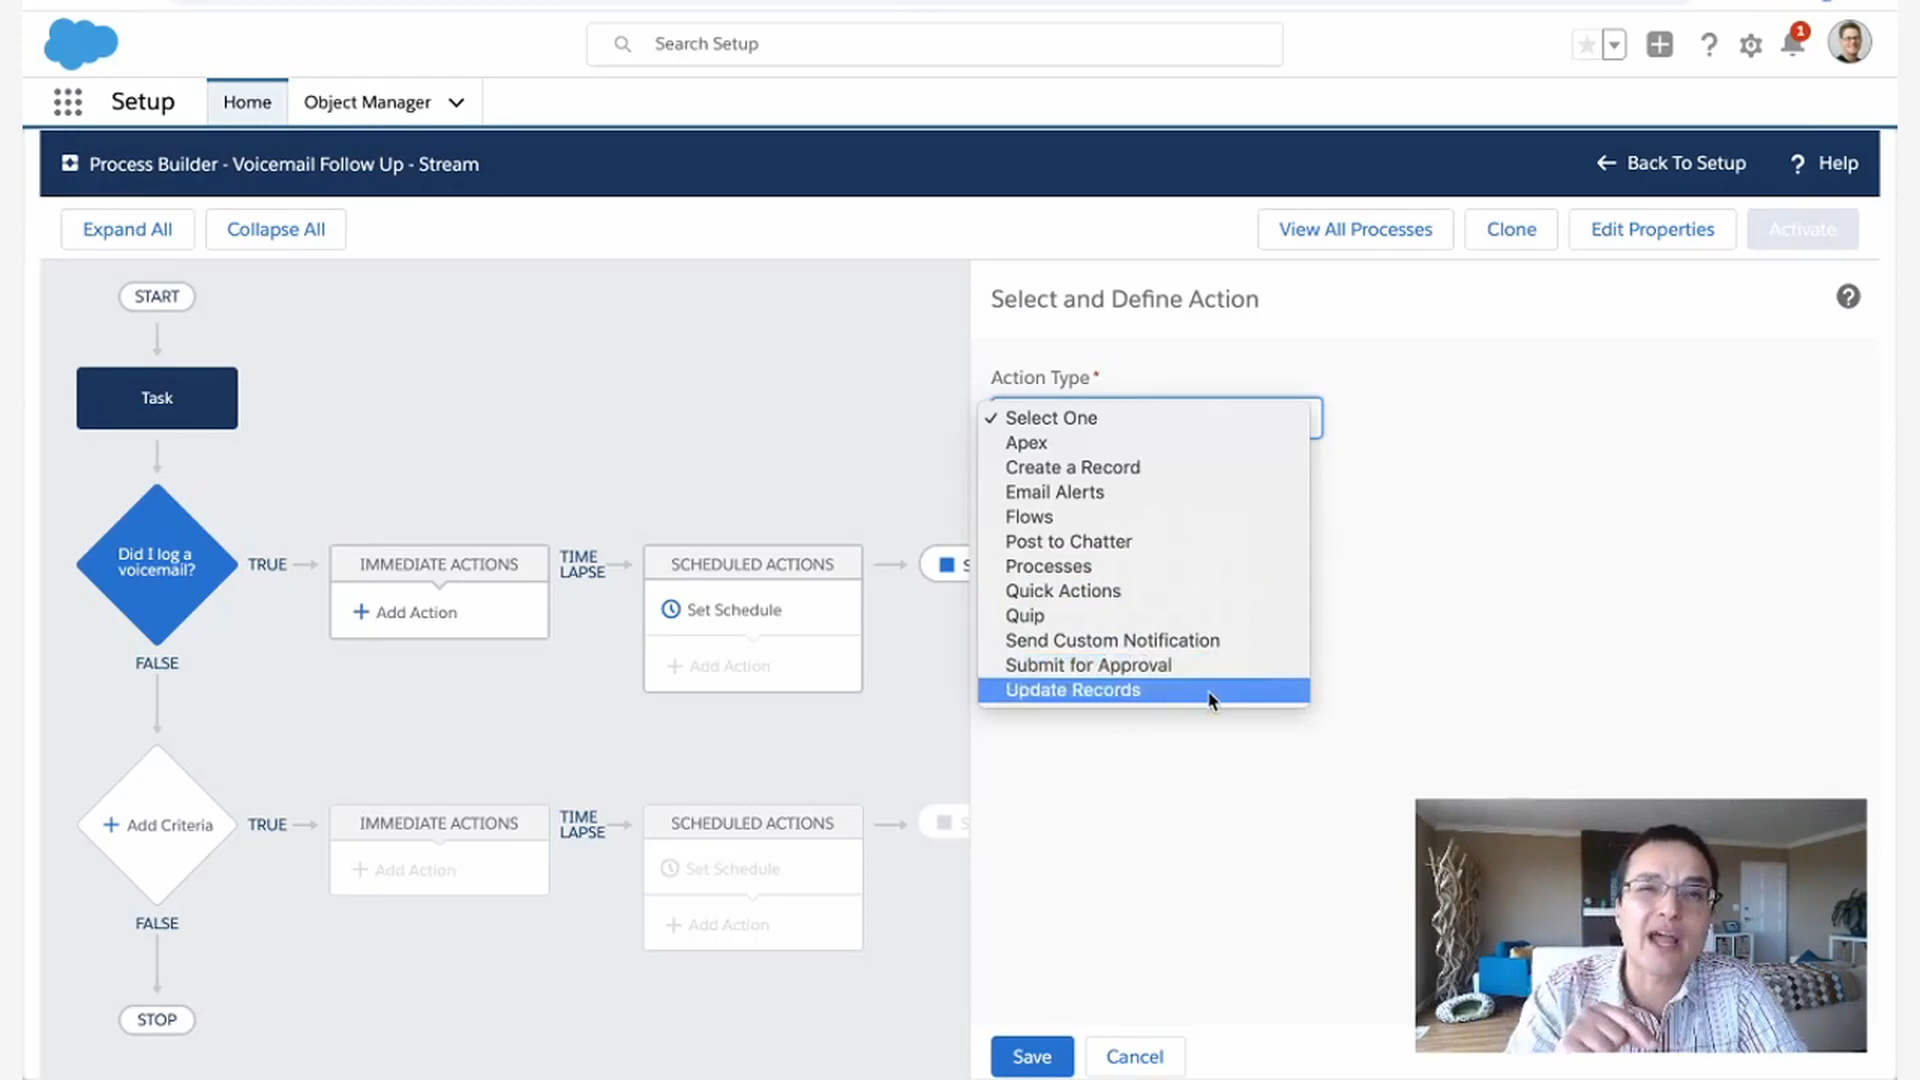 Search Setup
1
Setup
Home
Object Manager
Process Builder - Voicemail Follow Up - Stream
Back To Setup
? Help
Expand All
Collapse All
View All Processes
Clone
Edit Properties
Activate
START
Task
Did I log a
voicemail?
TRUE
IMMEDIATE ACTIONS
+ Add Action
TIME
LAPSE
SCHEDULED ACTIONS
Set Schedule
+ Add Action
S
FALSE
+ Add Criteria
TRUE
IMMEDIATE ACTIONS
+ Add Action
TIME
LAPSE
SCHEDULED ACTIONS
Set Schedule
+ Add Action
S
FALSE
STOP
Select and Define Action
?
Action Type*
✓ Select One
Apex
Create a Record
Email Alerts
Flows
Post to Chatter
Processes
Quick Actions
Quip
Send Custom Notification
Submit for Approval
Update Records
Save
Cancel